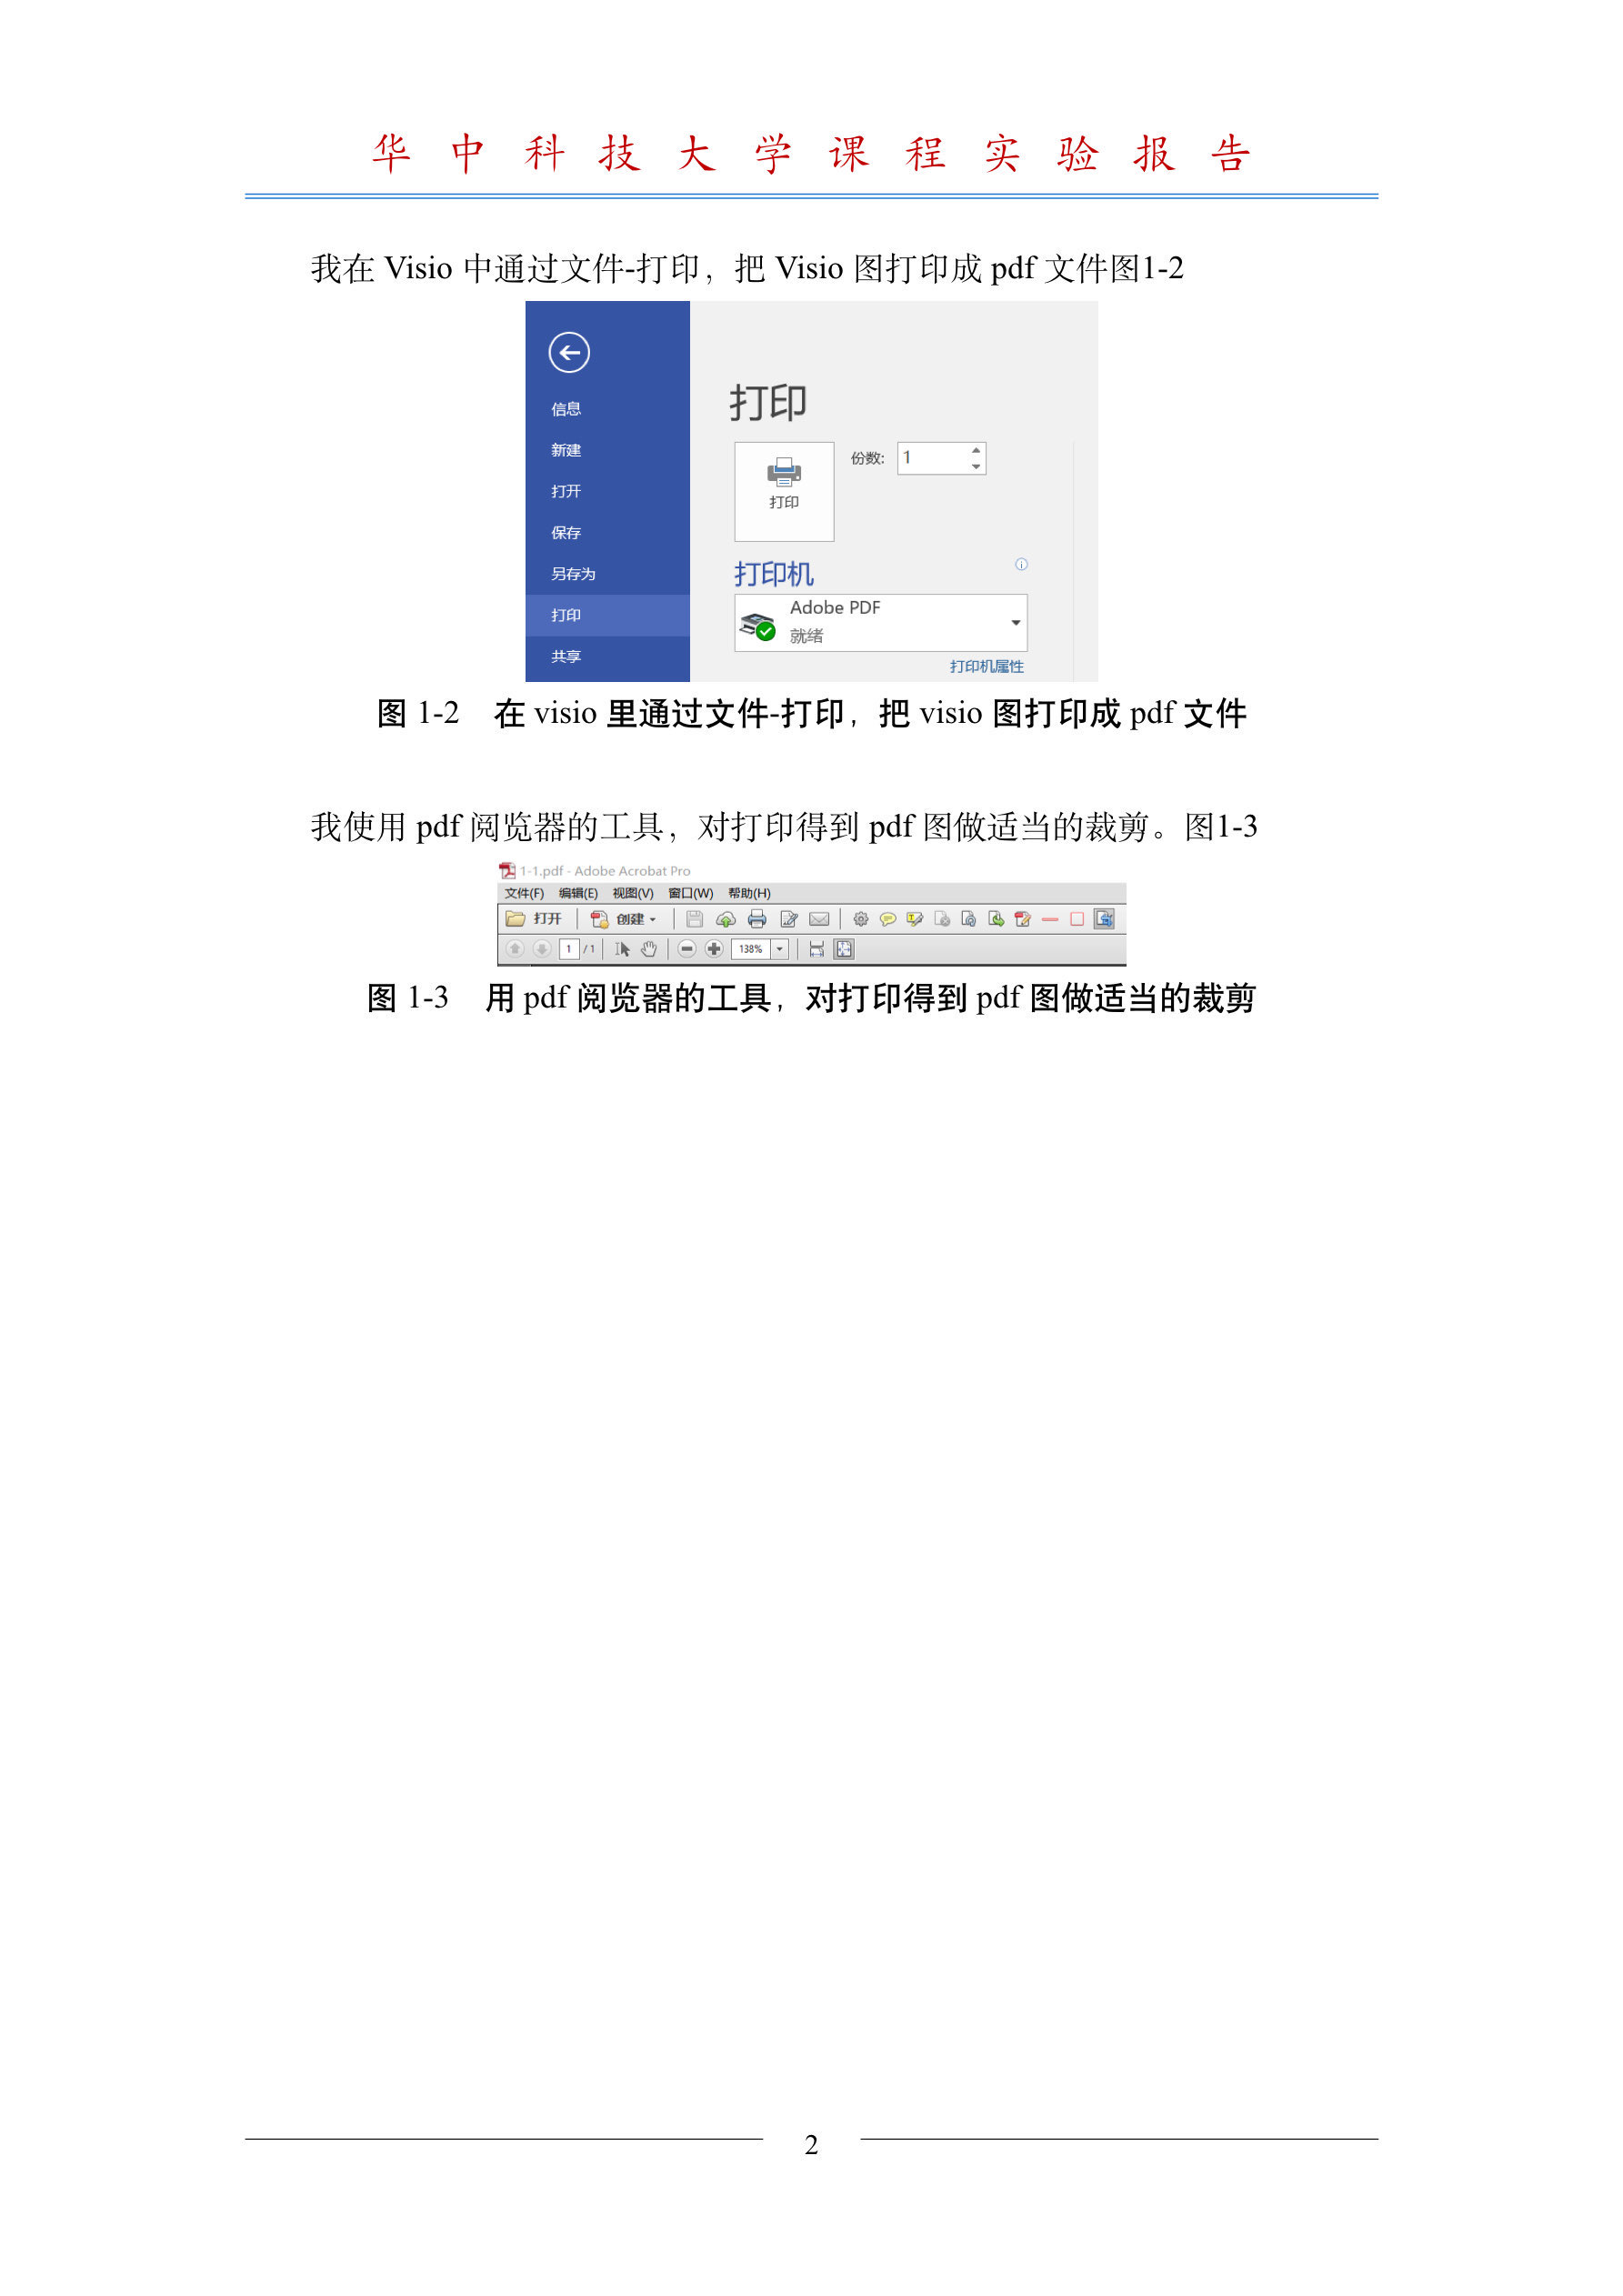 华中科技大学课程实验报告
我在 Visio 中通过文件-打印，把 Visio 图打印成 pdf 文件图1-2
信息
新建
打开
保存
另存为
打印
共享
打印
打印
份数: 1
打印机
Adobe PDF
就绪
打印机属性
图 1-2 在 visio 里通过文件-打印，把 visio 图打印成 pdf 文件
我使用 pdf 阅览器的工具，对打印得到 pdf 图做适当的裁剪。图1-3
1-1.pdf - Adobe Acrobat Pro
文件(F) 编辑(E) 视图(V) 窗口(W) 帮助(H)
打开 创建
1 / 1 138%
图 1-3 用 pdf 阅览器的工具，对打印得到 pdf 图做适当的裁剪
2